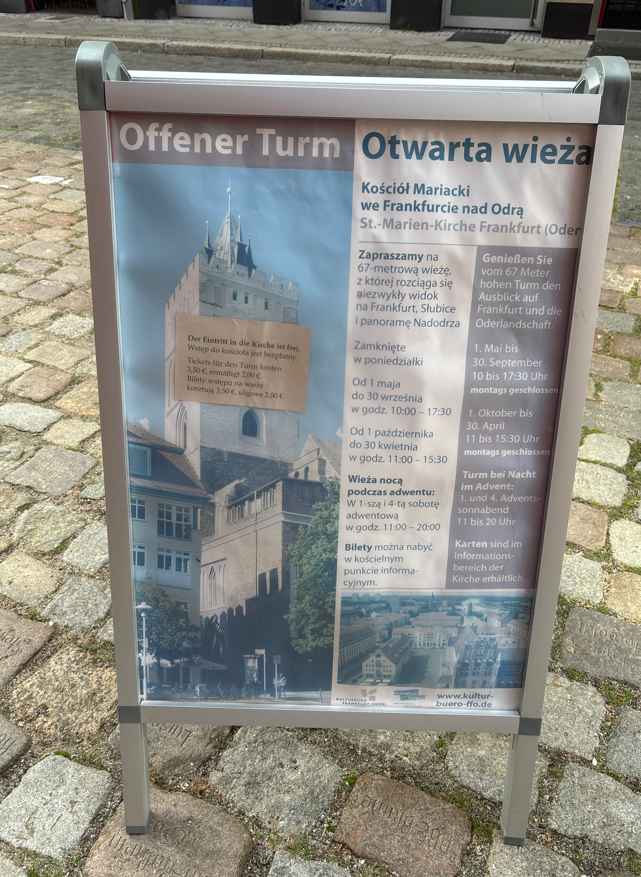 Offener Turm
Otwarta wieża
Kościół Mariacki
we Frankfurcie nad Odrą
St.-Marien-Kirche Frankfurt (Oder
Der Eintritt in die Kirche ist frei.
Wstęp do kościoła jest bezpłatny.
Tickets für den Turm kosten
3,50 €, ermäßigt 2,00 €.
Bilety wstępu na wieżę
kosztują 3,50 €, ulgowe 2,00 €.
Zapraszamy na
67-metrową wieżę,
z której rozciąga się
niezwykły widok
na Frankfurt, Słubice
i panoramę Nadodrza
Zamknięte
w poniedziałki
Od 1 maja
do 30 września
w godz. 10:00 – 17:30
Od 1 października
do 30 kwietnia
w godz. 11:00 – 15:30
Wieża nocą
podczas adwentu:
W 1-szą i 4-tą sobotę
adwentową
w godz. 11:00 – 20:00
Bilety można nabyć
w kościelnym
punkcie informa-
cyjnym.
Genießen Sie
vom 67 Meter
hohen Turm den
Ausblick auf
Frankfurt und die
Oderlandschaft.
1. Mai bis
30. September
10 bis 17:30 Uhr
montags geschlossen
1. Oktober bis
30. April
11 bis 15:30 Uhr
montags geschlossen
Turm bei Nacht
im Advent:
1. und 4. Advents-
sonnabend
11 bis 20 Uhr
Karten sind im
Informations-
bereich der
Kirche erhältlich.
KULTURBÜRO
FRANKFURT (ODER)
www.kultur-
buero-ffo.de